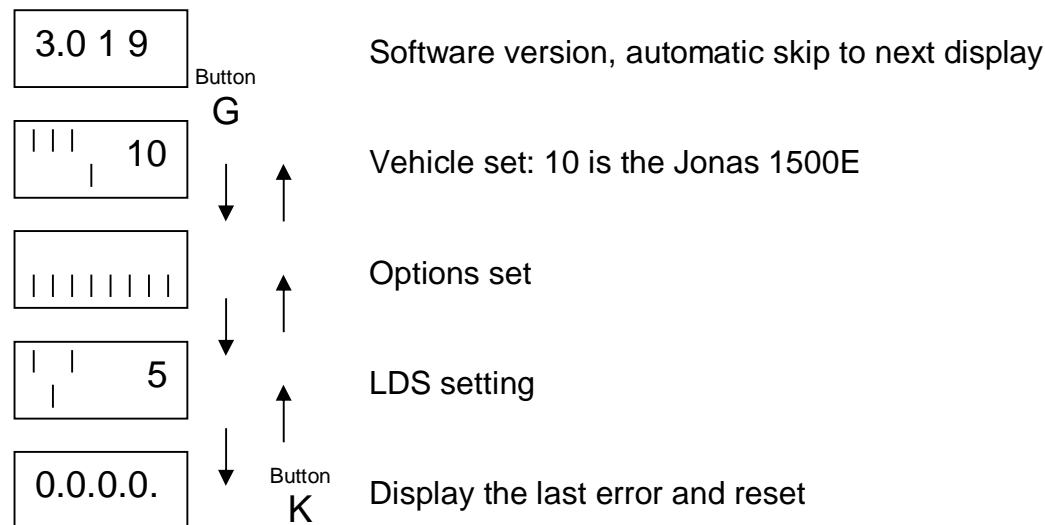 3.0 1 9 Software version, automatic skip to next display
Button
G
10 Vehicle set: 10 is the Jonas 1500E
Options set
5 LDS setting
0.0.0.0. Display the last error and reset
Button
K